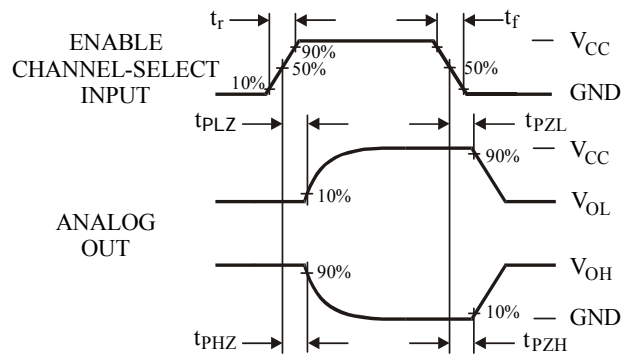 tr
tf
ENABLE
CHANNEL-SELECT
INPUT
90%
50%
10%
50%
10%
VCC
GND
tPLZ
tPZL
90%
10%
VCC
VOL
ANALOG
OUT
90%
10%
VOH
GND
tPHZ
tPZH